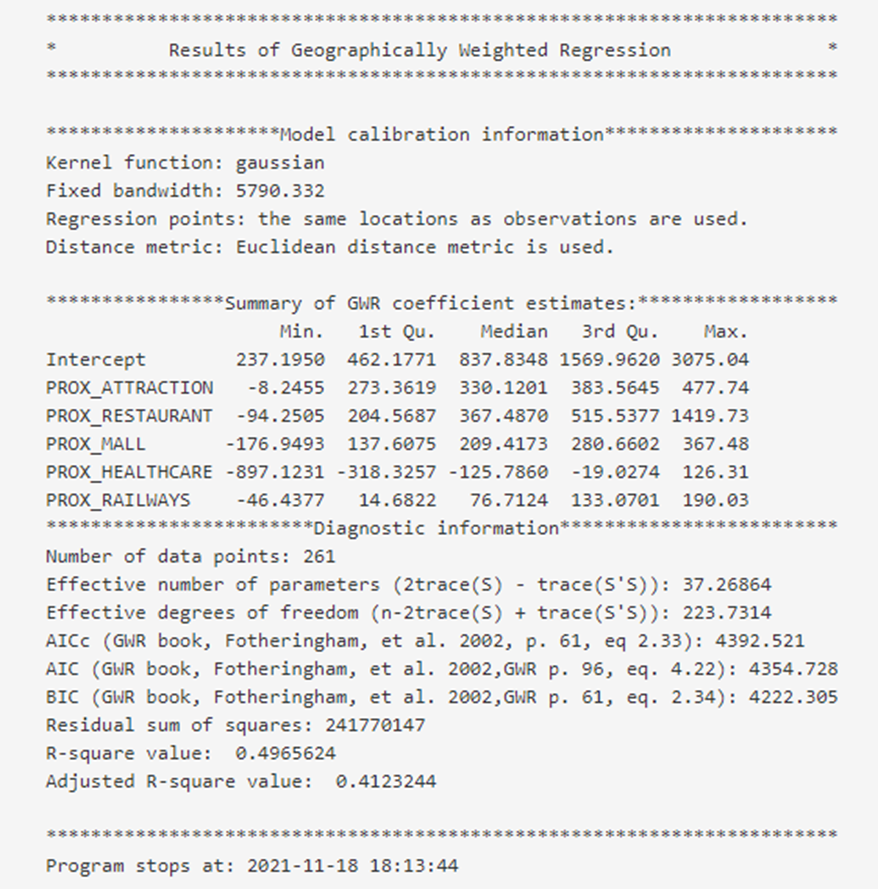 ***********************************************************************
*          Results of Geographically Weighted Regression              *
***********************************************************************

*********************Model calibration information*********************
Kernel function: gaussian
Fixed bandwidth: 5790.332
Regression points: the same locations as observations are used.
Distance metric: Euclidean distance metric is used.

****************Summary of GWR coefficient estimates:******************
                     Min.   1st Qu.    Median   3rd Qu.    Max.
Intercept        237.1950  462.1771  837.8348 1569.9620 3075.04
PROX_ATTRACTION   -8.2455  273.3619  330.1201  383.5645  477.74
PROX_RESTAURANT  -94.2505  204.5687  367.4870  515.5377 1419.73
PROX_MALL       -176.9493  137.6075  209.4173  280.6602  367.48
PROX_HEALTHCARE -897.1231 -318.3257 -125.7860  -19.0274  126.31
PROX_RAILWAYS    -46.4377   14.6822   76.7124  133.0701  190.03
************************Diagnostic information*************************
Number of data points: 261
Effective number of parameters (2trace(S) - trace(S'S)): 37.26864
Effective degrees of freedom (n-2trace(S) + trace(S'S)): 223.7314
AICc (GWR book, Fotheringham, et al. 2002, p. 61, eq 2.33): 4392.521
AIC (GWR book, Fotheringham, et al. 2002,GWR p. 96, eq. 4.22): 4354.728
BIC (GWR book, Fotheringham, et al. 2002,GWR p. 61, eq. 2.34): 4222.305
Residual sum of squares: 241770147
R-square value:  0.4965624
Adjusted R-square value:  0.4123244

***********************************************************************
Program stops at: 2021-11-18 18:13:44